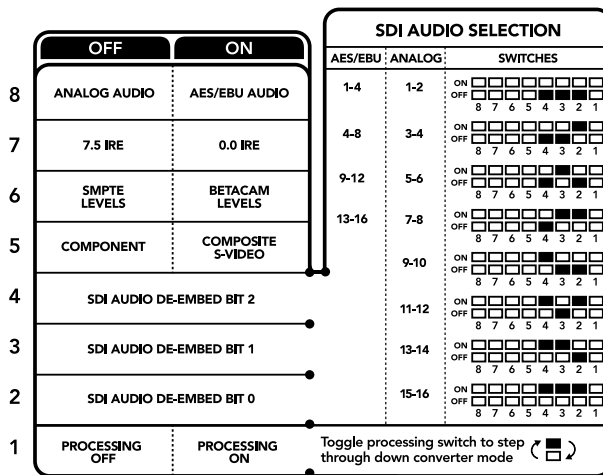 OFF ON
8 ANALOG AUDIO AES/EBU AUDIO
7 7.5 IRE 0.0 IRE
6 SMPTE LEVELS BETACAM LEVELS
5 COMPONENT COMPOSITE S-VIDEO
4 SDI AUDIO DE-EMBED BIT 2
3 SDI AUDIO DE-EMBED BIT 1
2 SDI AUDIO DE-EMBED BIT 0
1 PROCESSING OFF PROCESSING ON
SDI AUDIO SELECTION
AES/EBU ANALOG SWITCHES
1-4 1-2 ON
OFF
8 7 6 5 4 3 2 1
4-8 3-4 ON
OFF
8 7 6 5 4 3 2 1
9-12 5-6 ON
OFF
8 7 6 5 4 3 2 1
13-16 7-8 ON
OFF
8 7 6 5 4 3 2 1
9-10 ON
OFF
8 7 6 5 4 3 2 1
11-12 ON
OFF
8 7 6 5 4 3 2 1
13-14 ON
OFF
8 7 6 5 4 3 2 1
15-16 ON
OFF
8 7 6 5 4 3 2 1
Toggle processing switch to step
through down converter mode